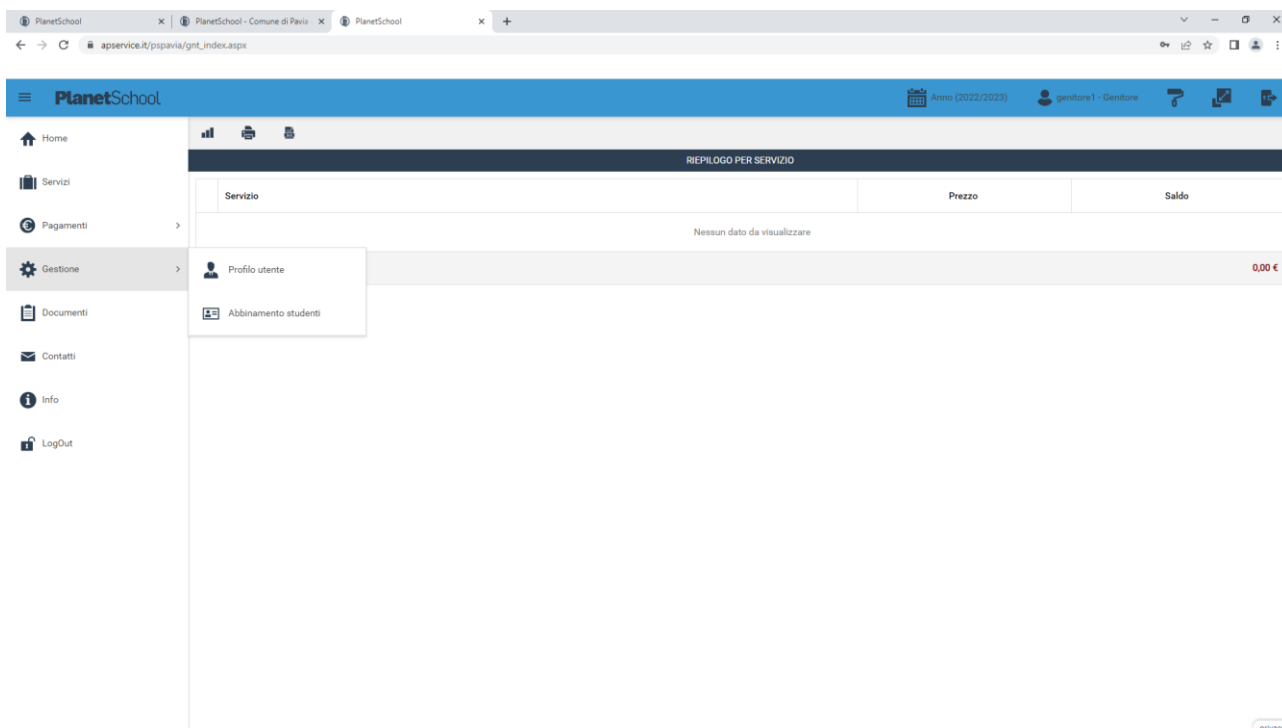 PlanetSchool
PlanetSchool - Comune di Pavia
PlanetSchool
apservice.it/pspavia/gnt_index.aspx
PlanetSchool
Anno (2022/2023)
genitore1 - Genitore
Home
Servizi
Pagamenti
Gestione
Documenti
Contatti
Info
LogOut
RIEPILOGO PER SERVIZIO
Servizio
Prezzo
Saldo
Nessun dato da visualizzare
0,00 €
Profilo utente
Abbinamento studenti